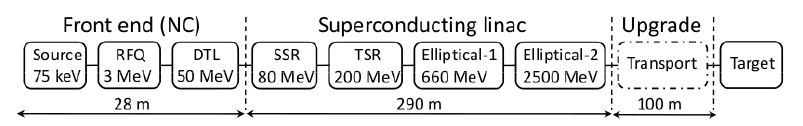 Front end (NC) Superconducting linac Upgrade
Source RFQ DTL SSR TSR Elliptical-1 Elliptical-2 Transport Target
75 keV 3 MeV 50 MeV 80 MeV 200 MeV 660 MeV 2500 MeV
28 m 290 m 100 m